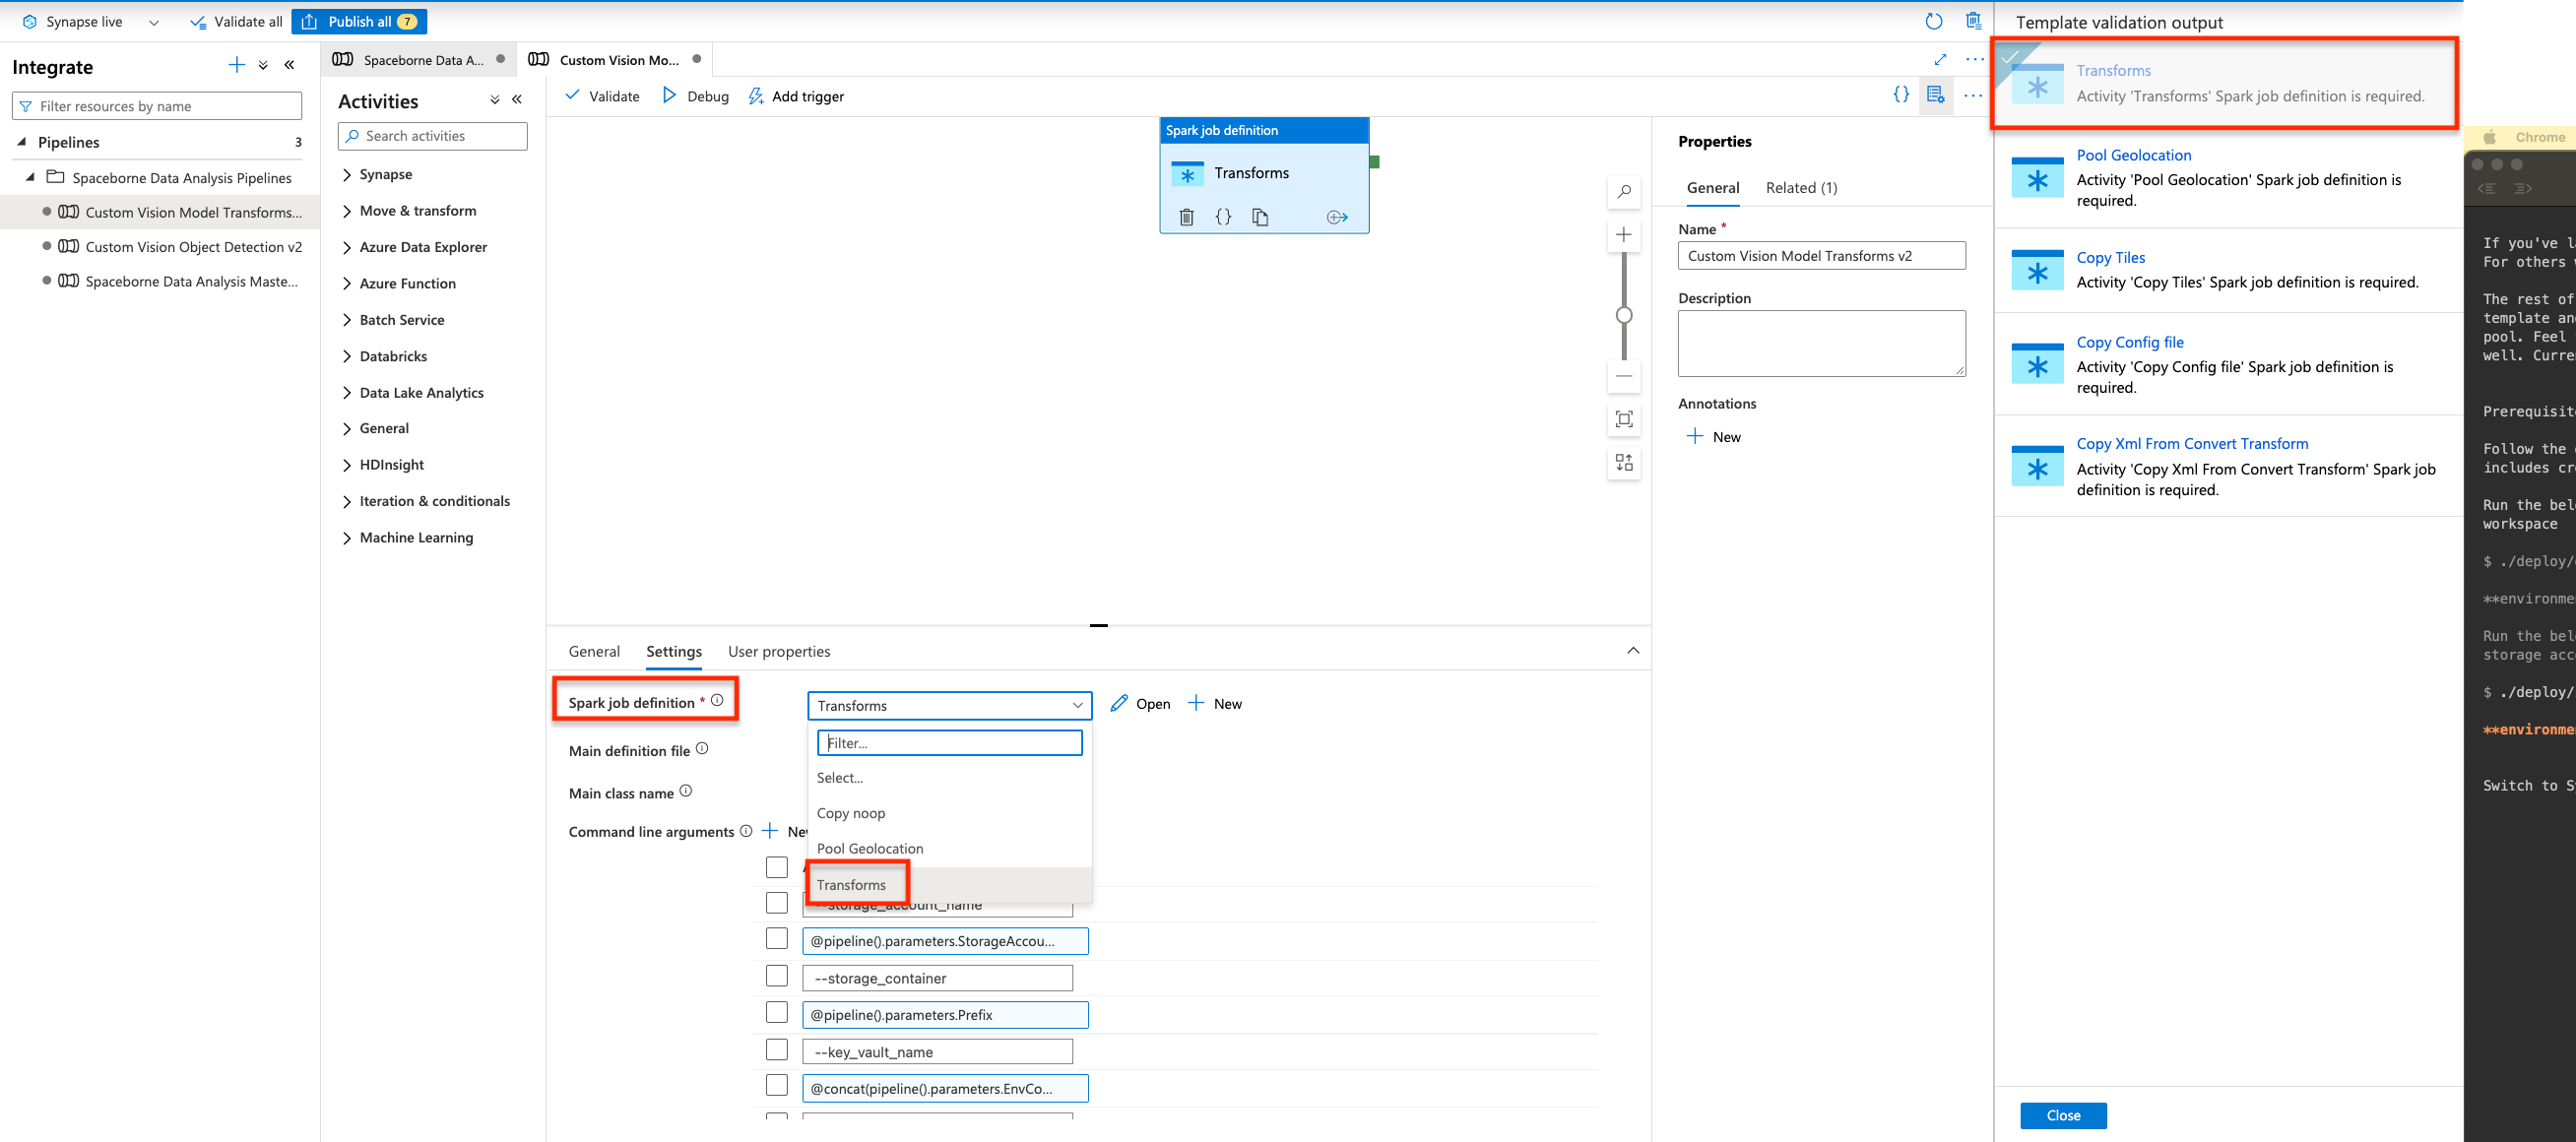 Synapse live
Validate all
Publish all 7
Template validation output
Integrate
Filter resources by name
Pipelines 3
Spaceborne Data Analysis Pipelines
Custom Vision Model Transforms...
Custom Vision Object Detection v2
Spaceborne Data Analysis Maste...
Spaceborne Data A...
Custom Vision Mo...
Activities
Search activities
Synapse
Move & transform
Azure Data Explorer
Azure Function
Batch Service
Databricks
Data Lake Analytics
General
HDInsight
Iteration & conditionals
Machine Learning
Validate
Debug
Add trigger
Spark job definition
Transforms
Properties
General
Related (1)
Name *
Custom Vision Model Transforms v2
Description
Annotations
New
General
Settings
User properties
Spark job definition *
Transforms
Open
New
Filter...
Select...
Copy noop
Pool Geolocation
Transforms
Main definition file
Main class name
Command line arguments
--storage_account_name
@pipeline().parameters.StorageAccou...
--storage_container
@pipeline().parameters.Prefix
--key_vault_name
@concat(pipeline().parameters.EnvCo...
Transforms
Activity 'Transforms' Spark job definition is required.
Pool Geolocation
Activity 'Pool Geolocation' Spark job definition is
required.
Copy Tiles
Activity 'Copy Tiles' Spark job definition is required.
Copy Config file
Activity 'Copy Config file' Spark job definition is
required.
Copy Xml From Convert Transform
Activity 'Copy Xml From Convert Transform' Spark job
definition is required.
Close
Chrome
If you've l
For others
The rest of
template an
pool. Feel
well. Curre
Prerequisit
Follow the
includes cr
Run the bel
workspace
$ ./deploy/
**environme
Run the bel
storage acc
$ ./deploy/
**environme
Switch to S